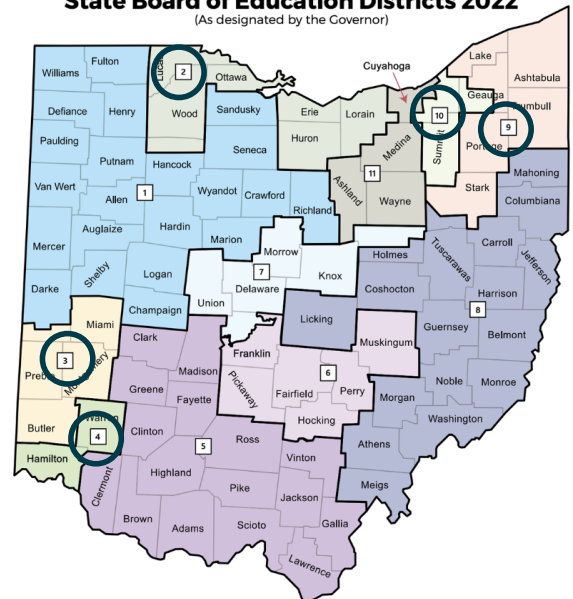 State Board of Education Districts 2022
(As designated by the Governor)
Lake
Fulton
Cuyahoga
Williams
2
Ottawa
Ashtabula
Geauga
Defiance
Henry
Wood
Sandusky
Erie
Lorain
10
9
Huron
Medina
Summit
Paulding
Seneca
Portage
Putnam
Hancock
11
Mahoning
Van Wert
1
Allen
Wyandot
Crawford
Ashland
Wayne
Stark
Columbiana
Richland
Auglaize
Hardin
Marion
Mercer
Morrow
Holmes
Tuscarawas
Carroll
Jefferson
Shelby
Logan
7
Knox
Darke
Delaware
Coshocton
Harrison
Union
8
Champaign
Licking
Miami
Guernsey
Belmont
Clark
Muskingum
Franklin
3
Madison
6
Preble
Montgomery
Pickaway
Fairfield
Perry
Noble
Monroe
Greene
Fayette
Morgan
Warren
Hocking
Washington
Butler
4
Clinton
Ross
Athens
5
Hamilton
Vinton
Highland
Clermont
Meigs
Pike
Jackson
Brown
Adams
Scioto
Gallia
Lawrence